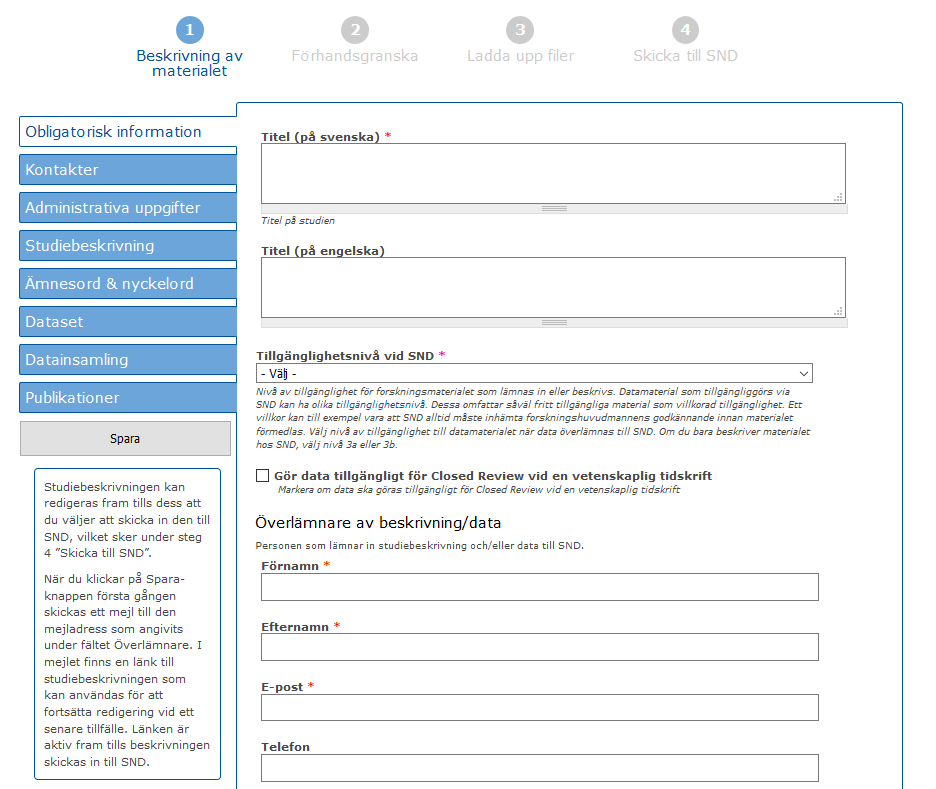 1
Beskrivning av
materialet
2
Förhandsgranska
3
Ladda upp filer
4
Skicka till SND
Obligatorisk information
Kontakter
Administrativa uppgifter
Studiebeskrivning
Ämnesord & nyckelord
Dataset
Datainsamling
Publikationer
Spara
Studiebeskrivningen kan
redigeras fram tills dess att
du väljer att skicka in den till
SND, vilket sker under steg
4 ”Skicka till SND”.
När du klickar på Spara-
knappen första gången
skickas ett mejl till den
mejladress som angivits
under fältet Överlämnare. I
mejlet finns en länk till
studiebeskrivningen som
kan användas för att
fortsätta redigering vid ett
senare tillfälle. Länken är
aktiv fram tills beskrivningen
skickas in till SND.
Titel (på svenska) *
Titel på studien
Titel (på engelska)
Tillgänglighetsnivå vid SND *
- Välj -
Nivå av tillgänglighet för forskningsmaterialet som lämnas in eller beskrivs. Datamaterial som tillgängliggörs via
SND kan ha olika tillgänglighetsnivå. Dessa omfattar såväl fritt tillgängliga material som villkorad tillgänglighet. Ett
villkor kan till exempel vara att SND alltid måste inhämta forskningshuvudmannens godkännande innan materialet
förmedlas. Välj nivå av tillgänglighet till datamaterialet när data överlämnas till SND. Om du bara beskriver materialet
hos SND, välj nivå 3a eller 3b.
Gör data tillgängligt för Closed Review vid en vetenskaplig tidskrift
Markera om data ska göras tillgängligt för Closed Review vid en vetenskaplig tidskrift
Överlämnare av beskrivning/data
Personen som lämnar in studiebeskrivning och/eller data till SND.
Förnamn *
Efternamn *
E-post *
Telefon